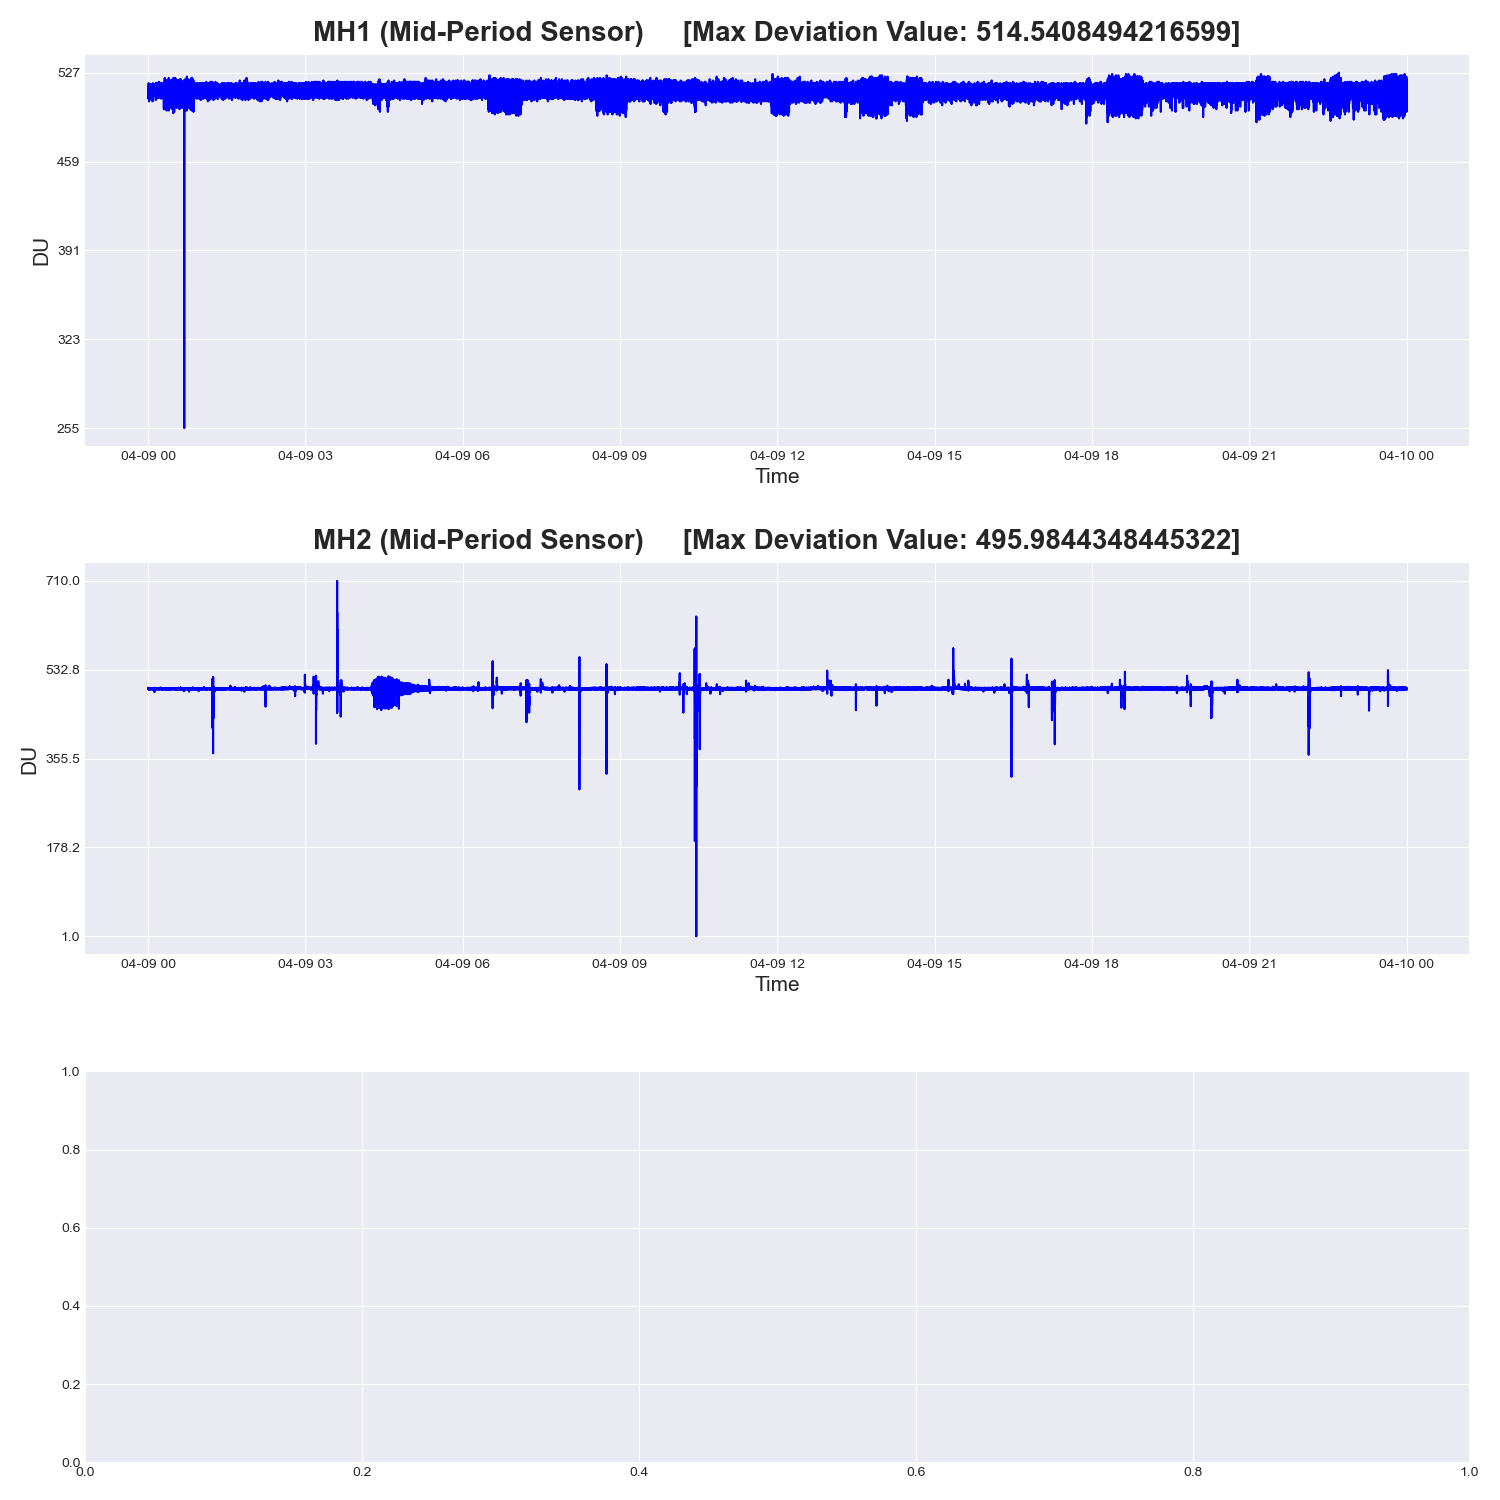 MH1 (Mid-Period Sensor) [Max Deviation Value: 514.5408494216599]
527
459
391
323
255
DU
04-09 00 04-09 03 04-09 06 04-09 09 04-09 12 04-09 15 04-09 18 04-09 21 04-10 00
Time
MH2 (Mid-Period Sensor) [Max Deviation Value: 495.9844348445322]
710.0
532.8
355.5
178.2
1.0
DU
04-09 00 04-09 03 04-09 06 04-09 09 04-09 12 04-09 15 04-09 18 04-09 21 04-10 00
Time
1.0
0.8
0.6
0.4
0.2
0.0
0.0 0.2 0.4 0.6 0.8 1.0